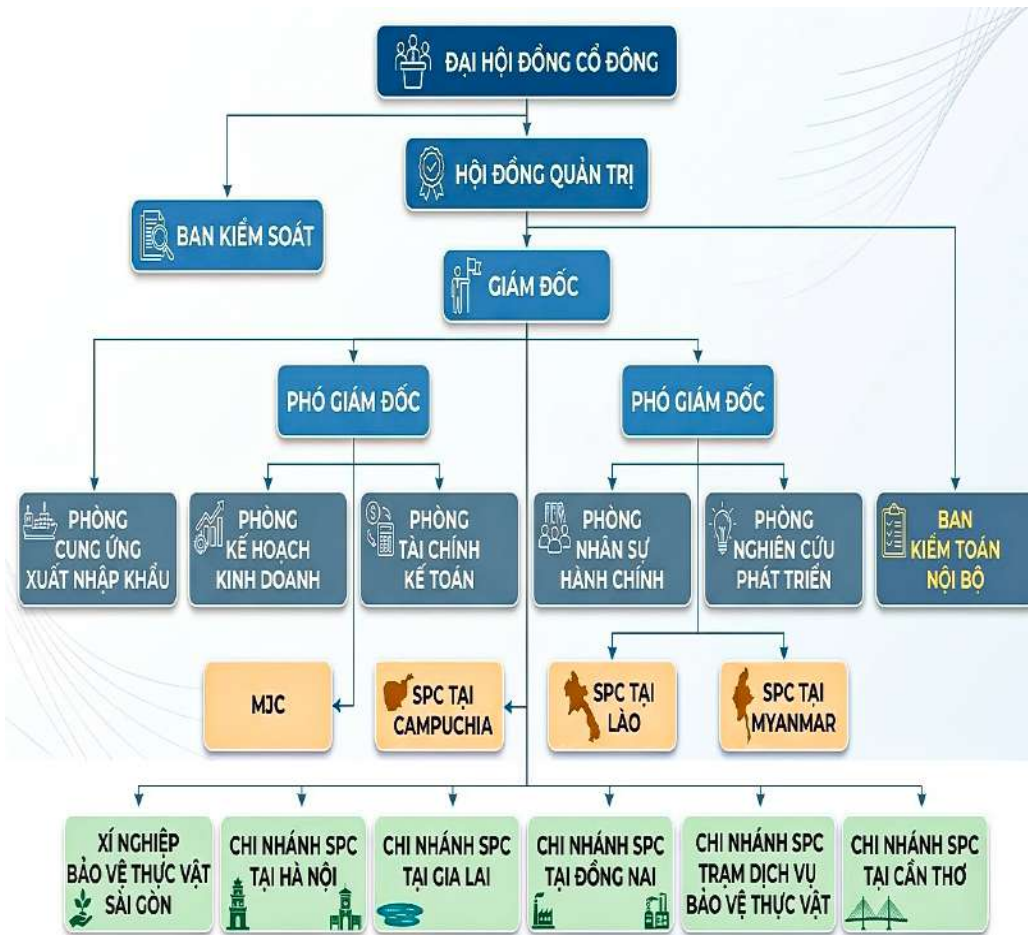 ĐẠI HỘI ĐỒNG CỔ ĐÔNG
HỘI ĐỒNG QUẢN TRỊ
BAN KIỂM SOÁT
GIÁM ĐỐC
PHÓ GIÁM ĐỐC
PHÓ GIÁM ĐỐC
PHÒNG
CUNG ỨNG
XUẤT NHẬP KHẨU
PHÒNG
KẾ HOẠCH
KINH DOANH
PHÒNG
TÀI CHÍNH
KẾ TOÁN
PHÒNG
NHÂN SỰ
HÀNH CHÍNH
PHÒNG
NGHIÊN CỨU
PHÁT TRIỂN
BAN
KIỂM TOÁN
NỘI BỘ
MJC
SPC TẠI
CAMPUCHIA
SPC TẠI
LÀO
SPC TẠI
MYANMAR
XÍ NGHIỆP
BẢO VỆ THỰC VẬT
SÀI GÒN
CHI NHÁNH SPC
TẠI HÀ NỘI
CHI NHÁNH SPC
TẠI GIA LAI
CHI NHÁNH SPC
TẠI ĐỒNG NAI
CHI NHÁNH SPC
TRẠM DỊCH VỤ
BẢO VỆ THỰC VẬT
CHI NHÁNH SPC
TẠI CẦN THƠ